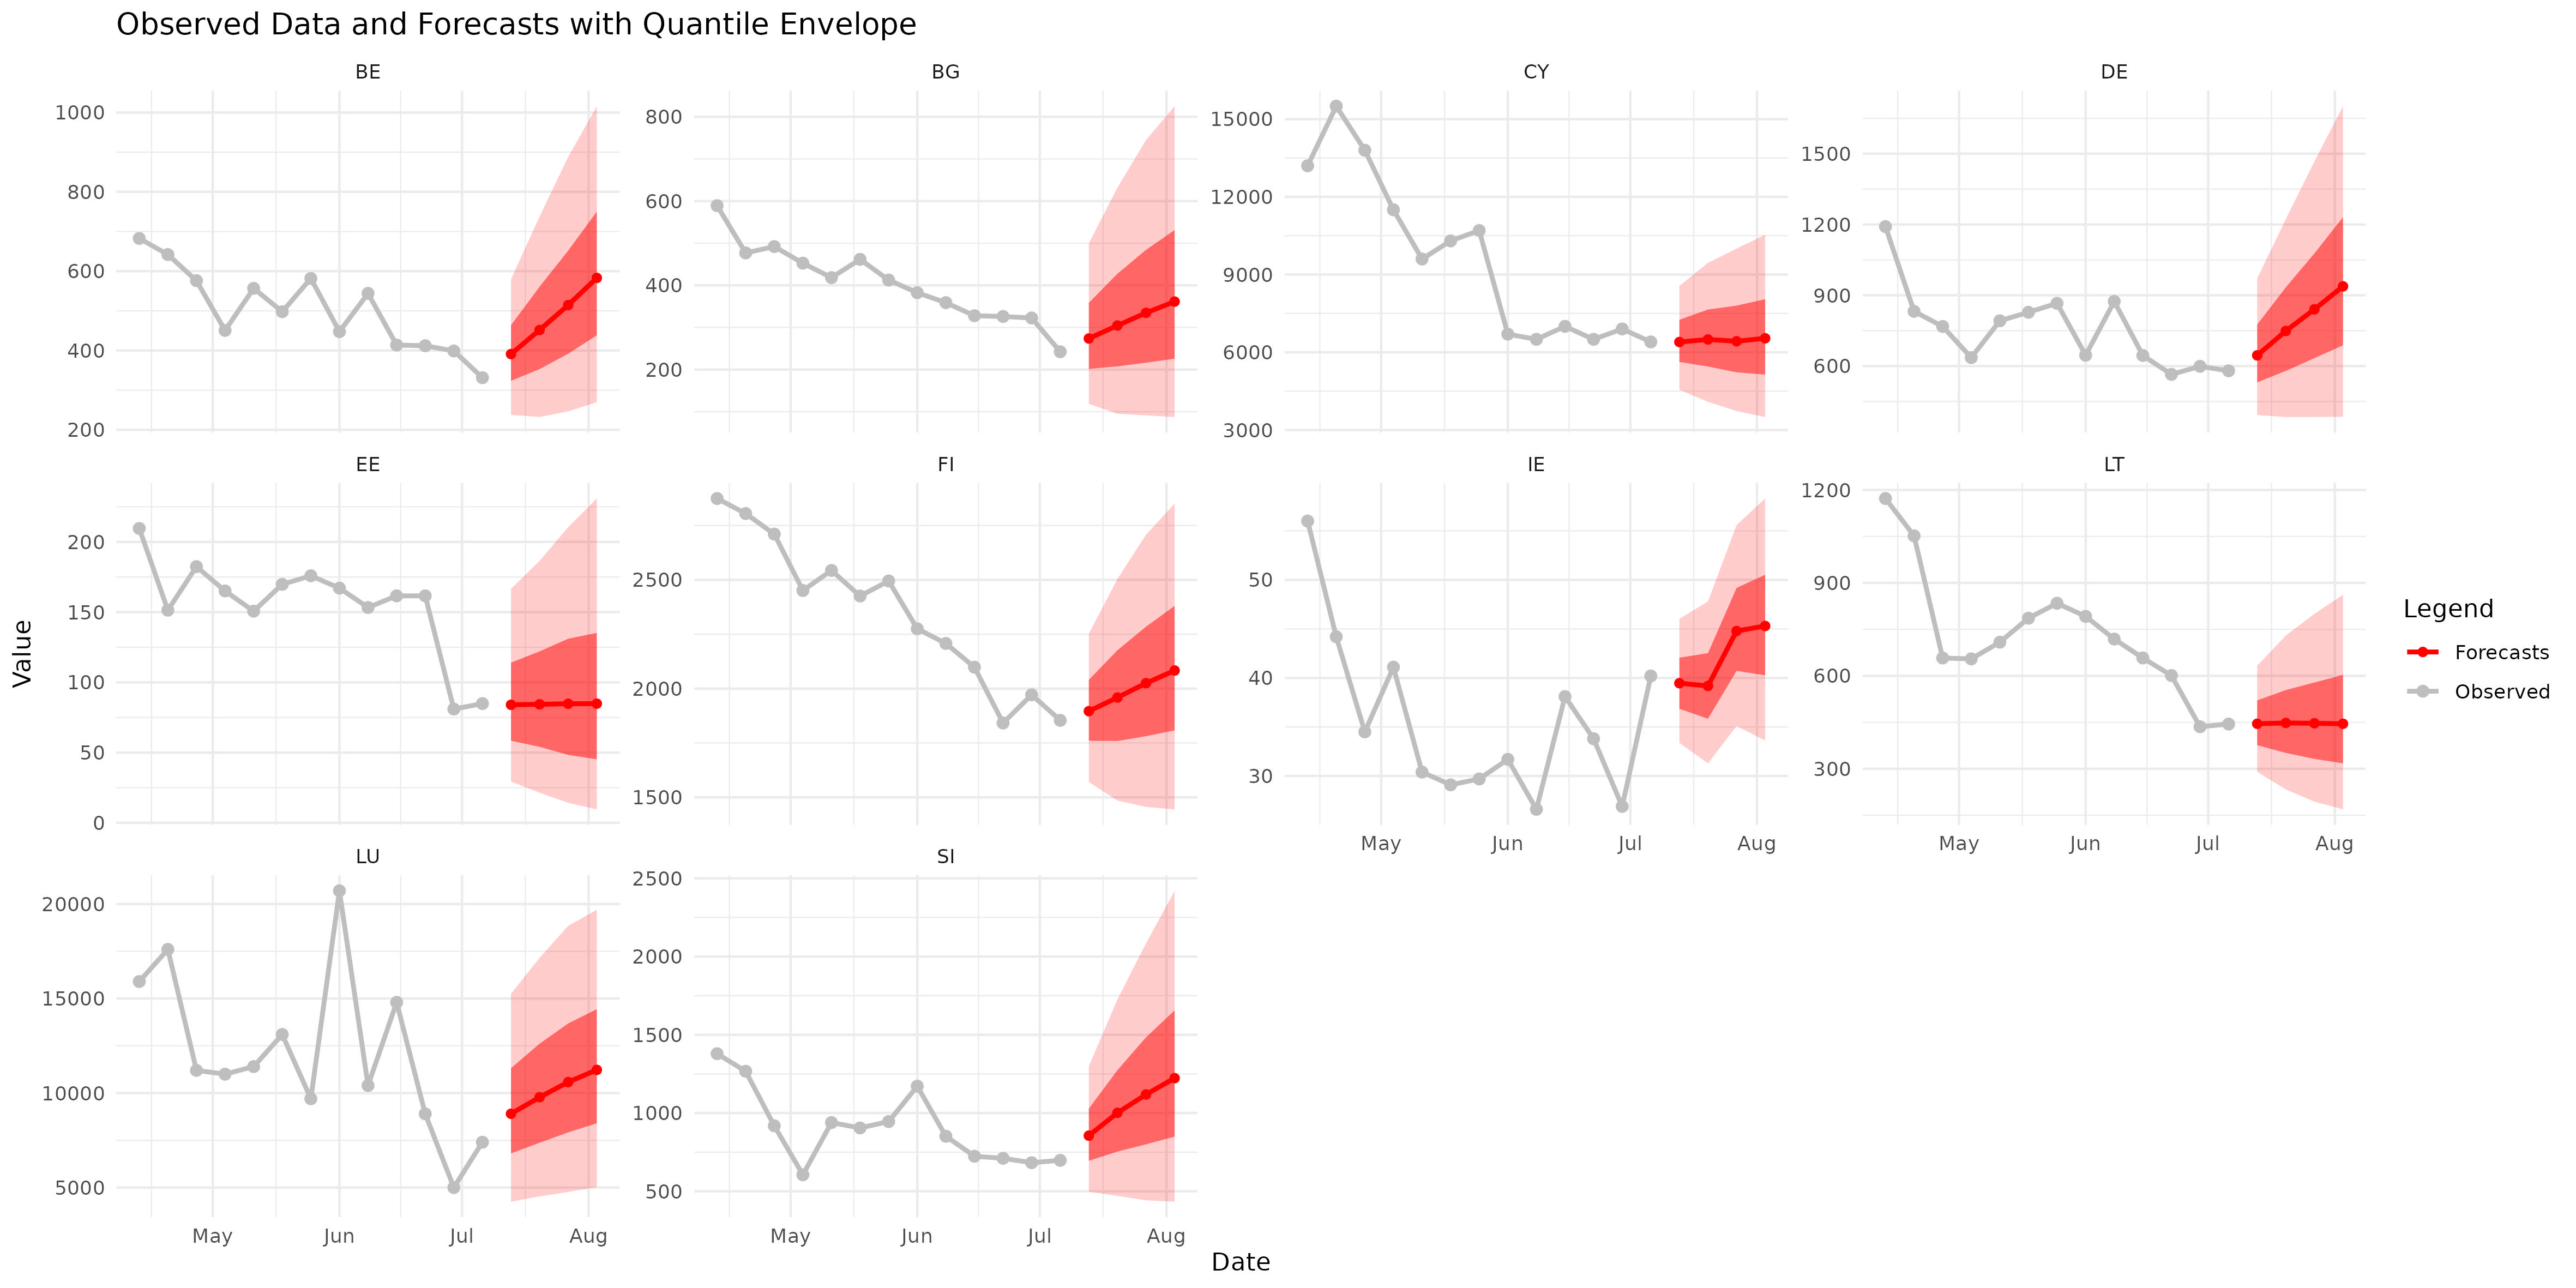 Observed Data and Forecasts with Quantile Envelope
BE
BG
CY
DE
1000
800
600
400
200
800
600
400
200
15000
12000
9000
6000
3000
1500
1200
900
600
EE
FI
IE
LT
200
150
100
50
0
2500
2000
1500
50
40
30
1200
900
600
300
May Jun Jul Aug
May Jun Jul Aug
LU
SI
20000
15000
10000
5000
2500
2000
1500
1000
500
May Jun Jul Aug
May Jun Jul Aug
Value
Date
Legend
Forecasts
Observed